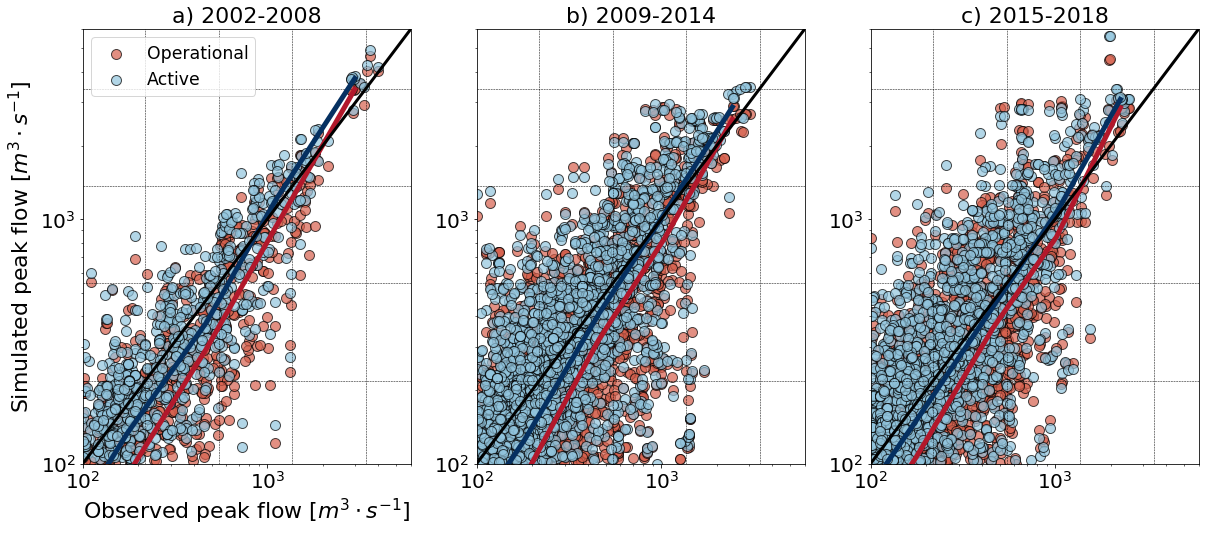 a) 2002-2008
b) 2009-2014
c) 2015-2018
Operational
Active
Simulated peak flow [m³ · s⁻¹]
10³
10²
10²
10³
10³
10²
10²
10³
10³
10²
10²
10³
Observed peak flow [m³ · s⁻¹]